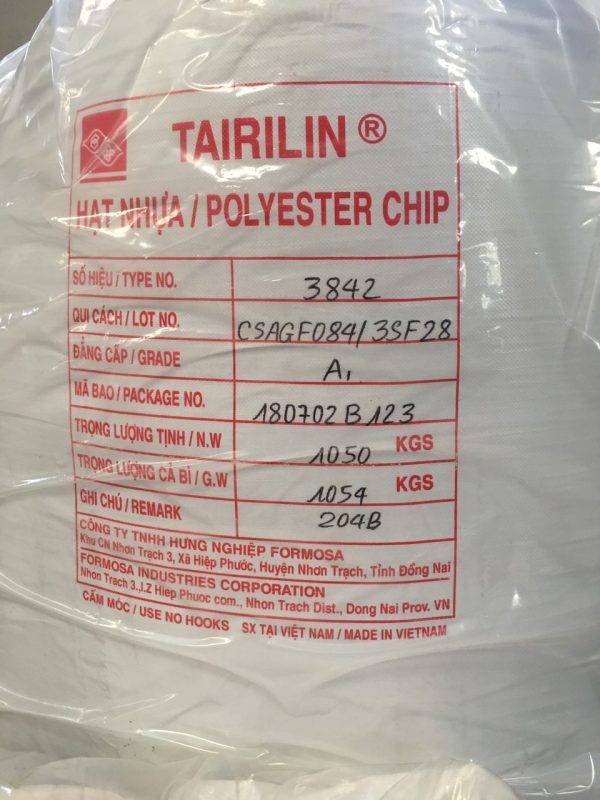 TAIRILIN ®
HẠT NHỰA / POLYESTER CHIP
SỐ HIỆU / TYPE NO. 3842
QUI CÁCH / LOT NO. CSAGF084/3SF28
ĐẲNG CẤP / GRADE A1
MÃ BAO / PACKAGE NO. 180702B123
TRỌNG LƯỢNG TỊNH / N.W 1050 KGS
TRỌNG LƯỢNG CẢ BÌ / G.W 1054 KGS
GHI CHÚ / REMARK 204B
CÔNG TY TNHH HƯNG NGHIỆP FORMOSA
Khu CN Nhơn Trạch 3, Xã Hiệp Phước, Huyện Nhơn Trạch, Tỉnh Đồng Nai
FORMOSA INDUSTRIES CORPORATION
Nhon Trach 3.,I.Z Hiep Phuoc com., Nhon Trach Dist., Dong Nai Prov. VN
CẤM MÓC / USE NO HOOKS SX TẠI VIỆT NAM / MADE IN VIETNAM